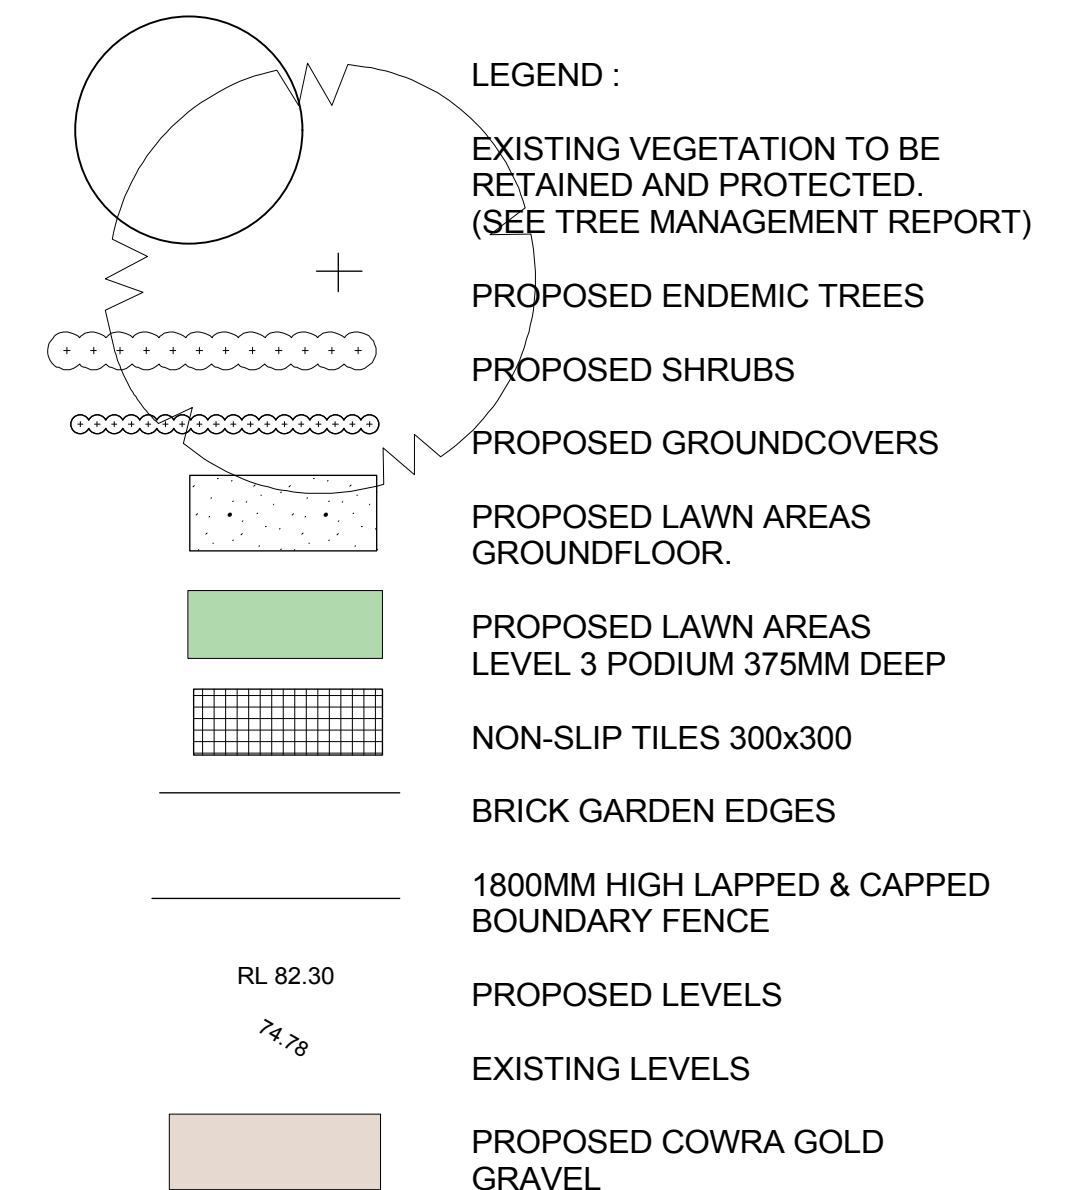 LEGEND :
EXISTING VEGETATION TO BE
RETAINED AND PROTECTED.
(SEE TREE MANAGEMENT REPORT)
PROPOSED ENDEMIC TREES
PROPOSED SHRUBS
PROPOSED GROUNDCOVERS
PROPOSED LAWN AREAS
GROUNDFLOOR.
PROPOSED LAWN AREAS
LEVEL 3 PODIUM 375MM DEEP
NON-SLIP TILES 300x300
BRICK GARDEN EDGES
1800MM HIGH LAPPED & CAPPED
BOUNDARY FENCE
RL 82.30
PROPOSED LEVELS
74.78
EXISTING LEVELS
PROPOSED COWRA GOLD
GRAVEL